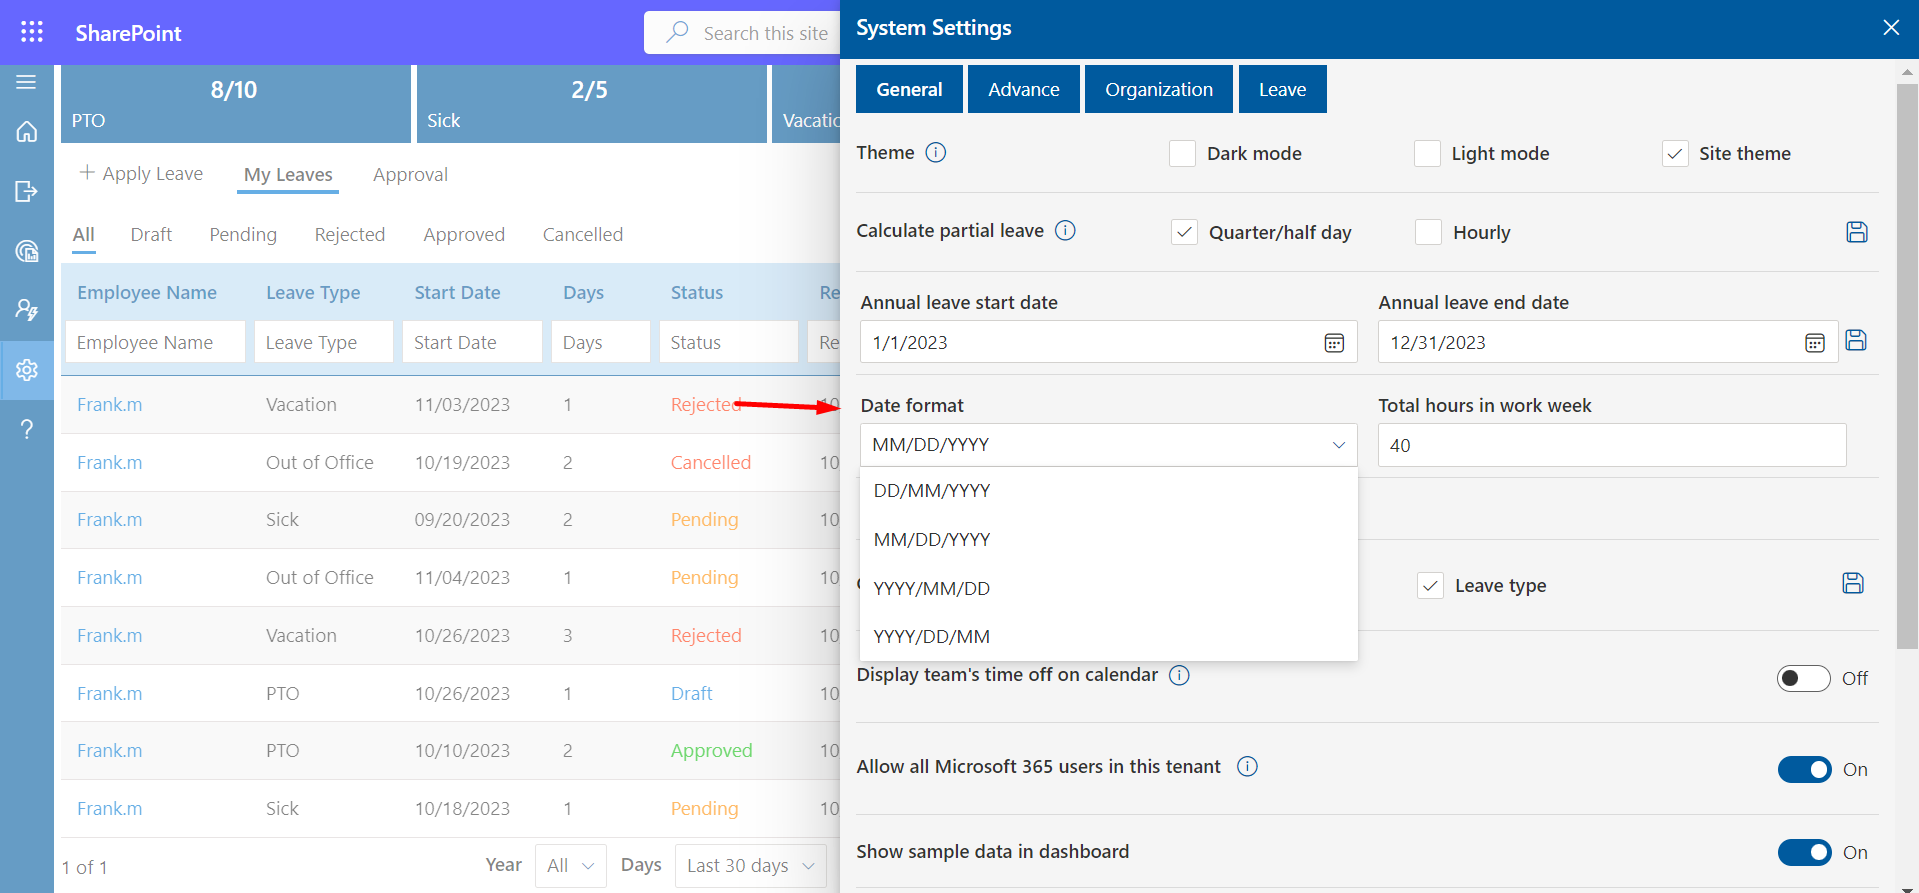 SharePoint
Search this site
8/10
PTO
2/5
Sick
Apply Leave
My Leaves
Approval
All
Draft
Pending
Rejected
Approved
Cancelled
Employee Name Leave Type Start Date Days Status
Employee Name Leave Type Start Date Days Status
Frank.m Vacation 11/03/2023 1 Rejected
Frank.m Out of Office 10/19/2023 2 Cancelled 10
Frank.m Sick 09/20/2023 2 Pending 10
Frank.m Out of Office 11/04/2023 1 Pending 10
Frank.m Vacation 10/26/2023 3 Rejected 10
Frank.m PTO 10/26/2023 1 Draft 10
Frank.m PTO 10/10/2023 2 Approved 10
Frank.m Sick 10/18/2023 1 Pending 10
1 of 1
Year All Days Last 30 days
System Settings
General
Advance
Organization
Leave
Theme
Dark mode
Light mode
Site theme
Calculate partial leave
Quarter/half day
Hourly
Annual leave start date
1/1/2023
Annual leave end date
12/31/2023
Date format
MM/DD/YYYY
DD/MM/YYYY
MM/DD/YYYY
YYYY/MM/DD
YYYY/DD/MM
Total hours in work week
40
Leave type
Display team's time off on calendar
Off
Allow all Microsoft 365 users in this tenant
On
Show sample data in dashboard
On